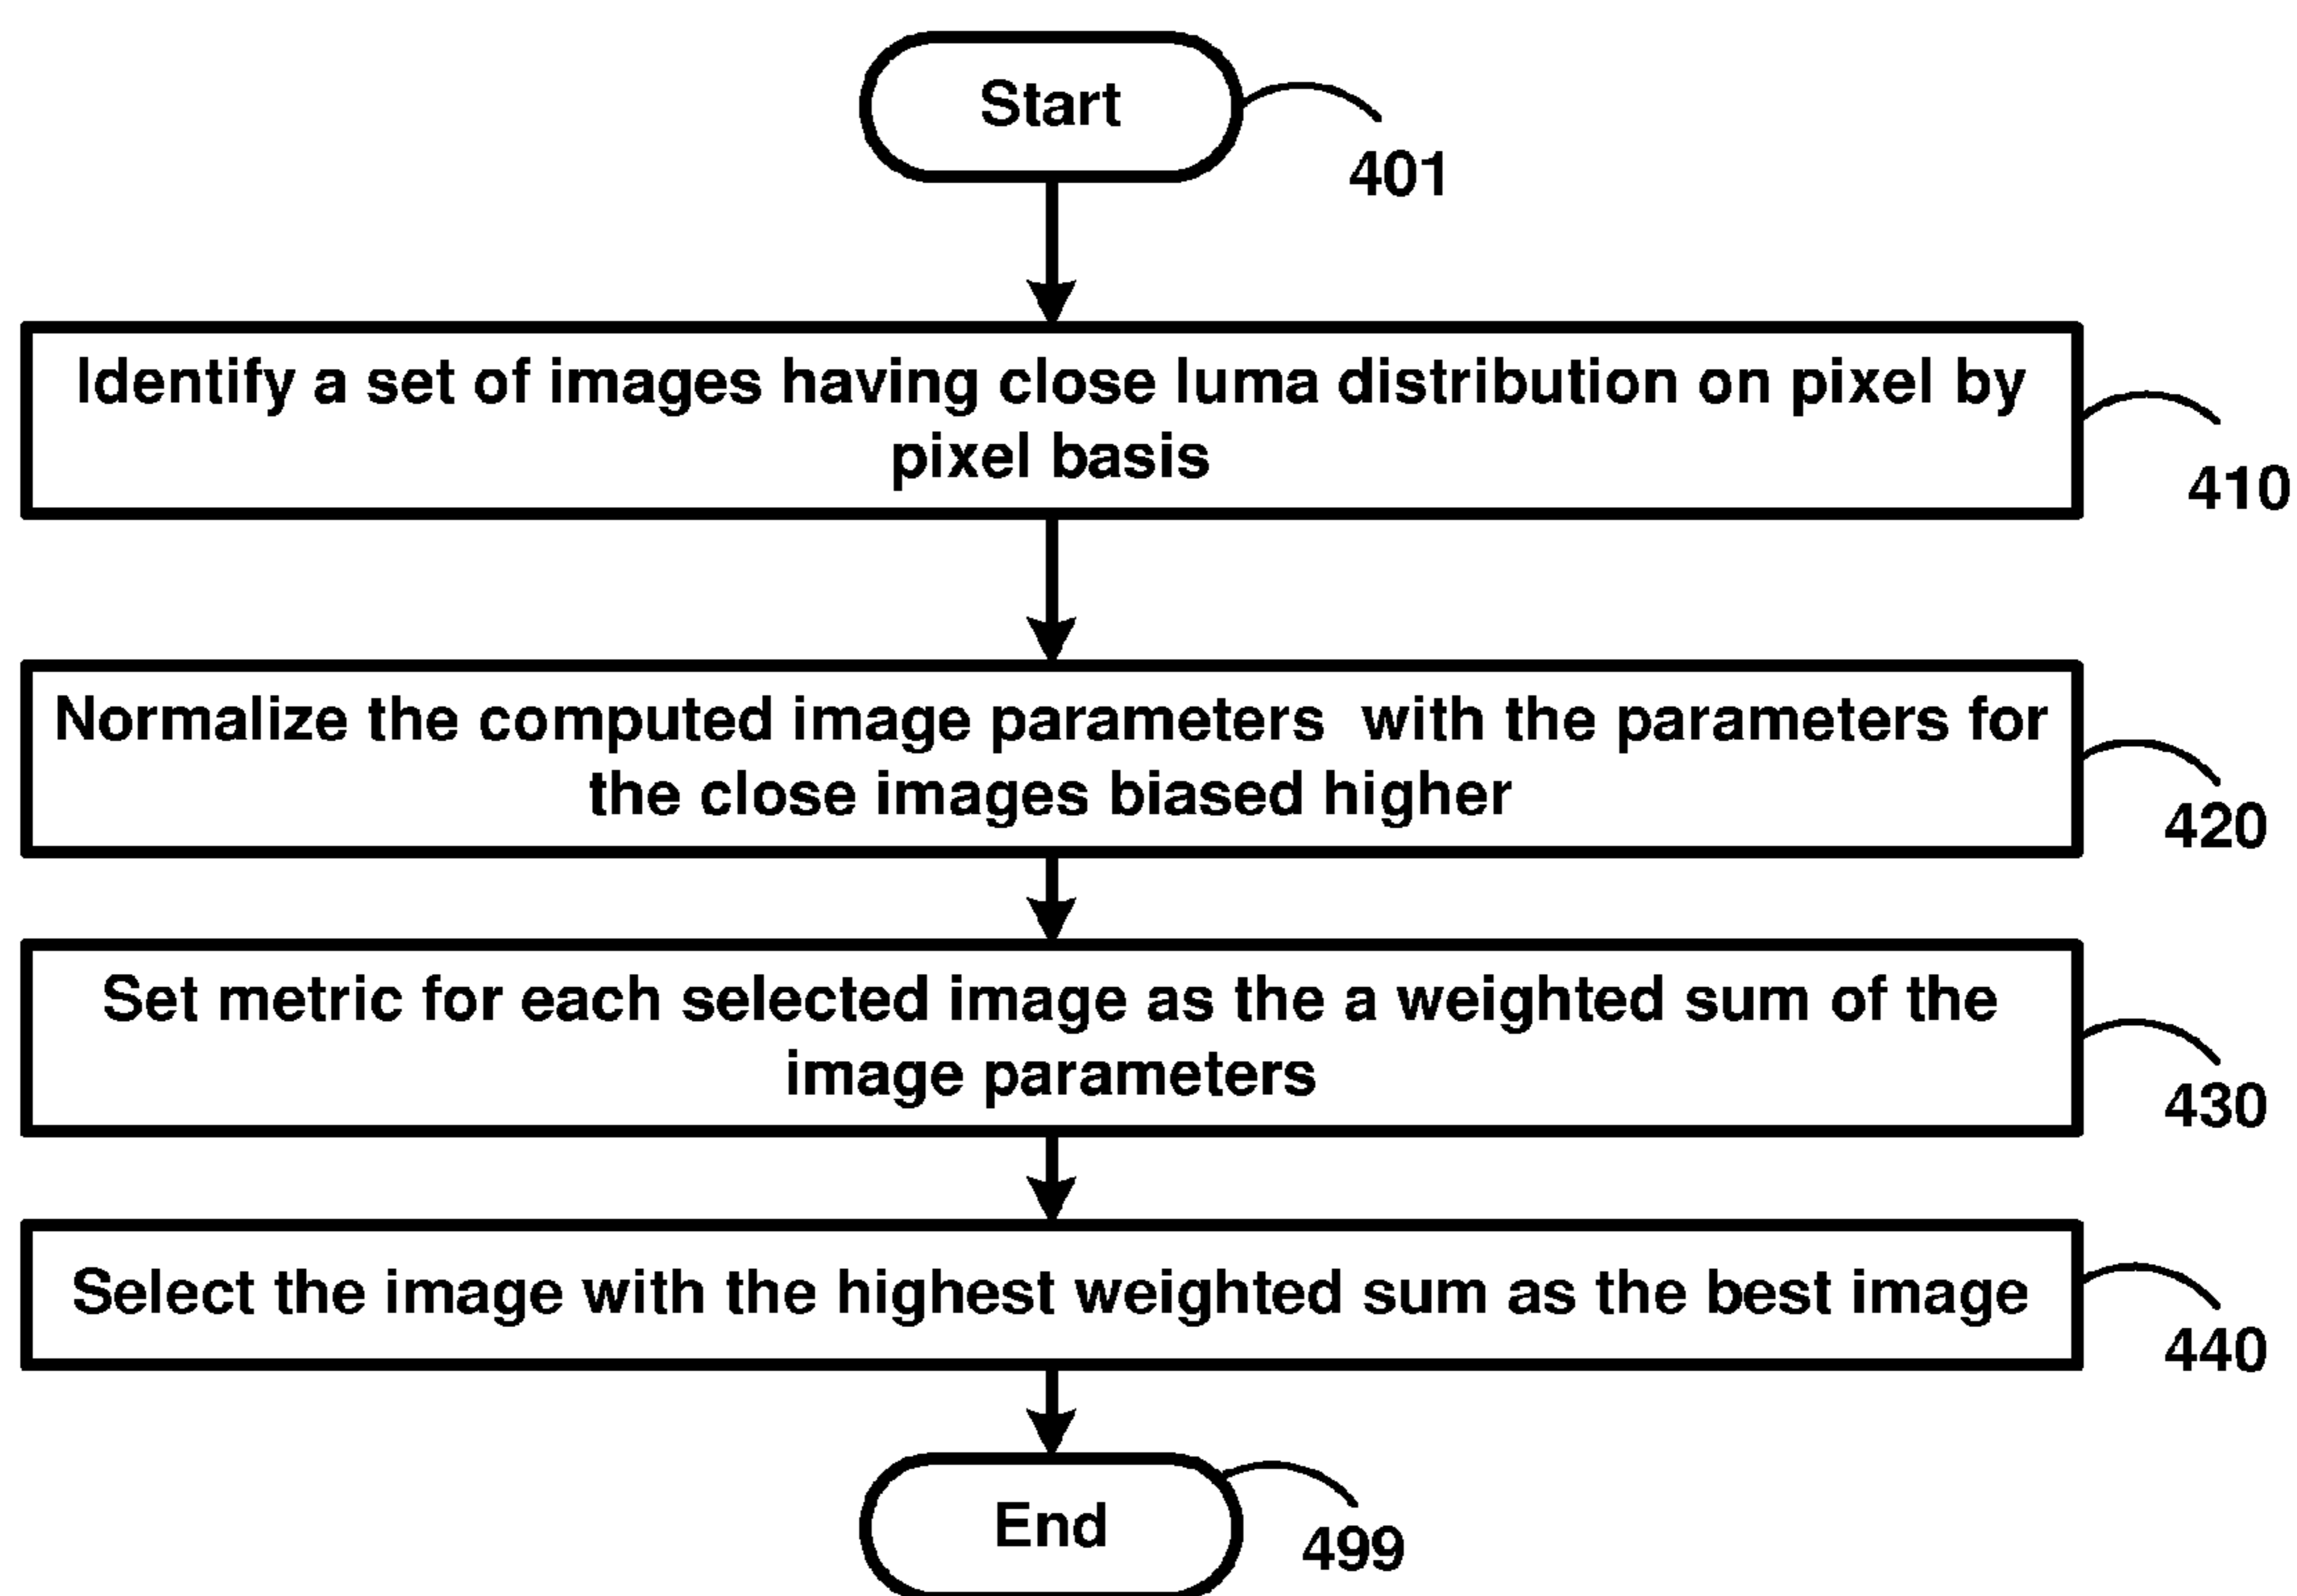 Start
401
Identify a set of images having close luma distribution on pixel by
pixel basis
410
Normalize the computed image parameters with the parameters for
the close images biased higher
420
Set metric for each selected image as the a weighted sum of the
image parameters
430
Select the image with the highest weighted sum as the best image
440
End
499